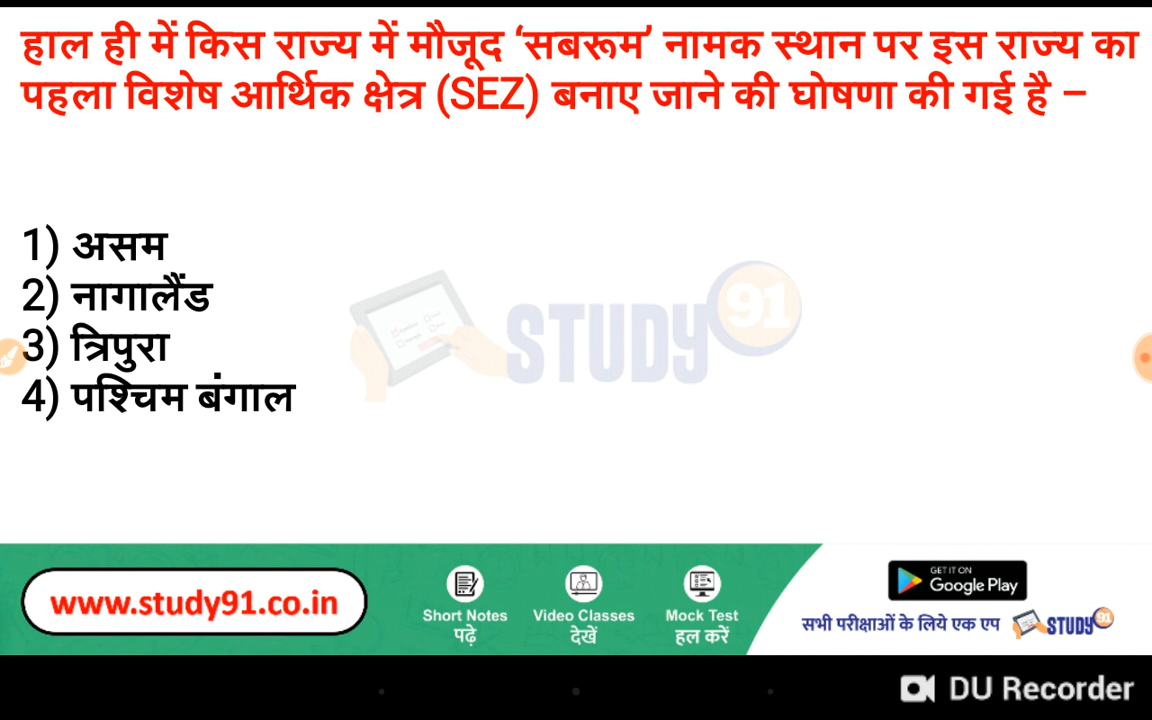 हाल ही में किस राज्य में मौजूद ‘सबरूम’ नामक स्थान पर इस राज्य का
पहला विशेष आर्थिक क्षेत्र (SEZ) बनाए जाने की घोषणा की गई है –
1) असम
2) नागालैंड
3) त्रिपुरा
4) पश्चिम बंगाल
STUDY 91
www.study91.co.in
Short Notes
पढ़े
Video Classes
देखें
Mock Test
हल करें
GET IT ON
Google Play
सभी परीक्षाओं के लिये एक एप STUDY 91
DU Recorder